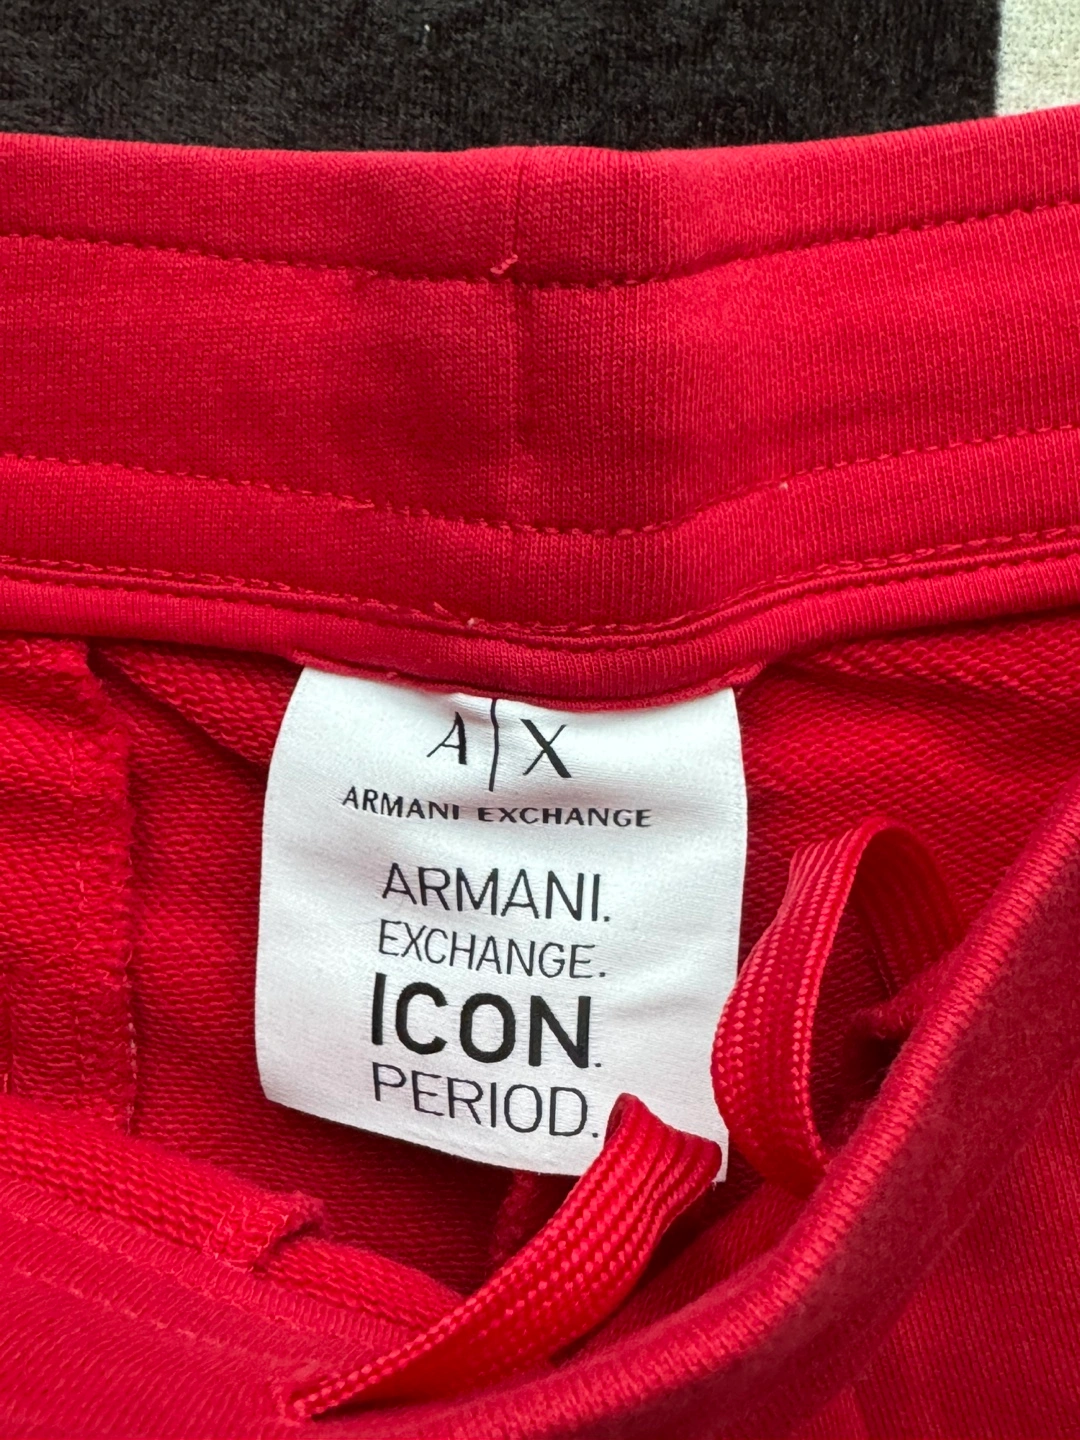 A|X
ARMANI EXCHANGE
ARMANI.
EXCHANGE.
ICON.
PERIOD.